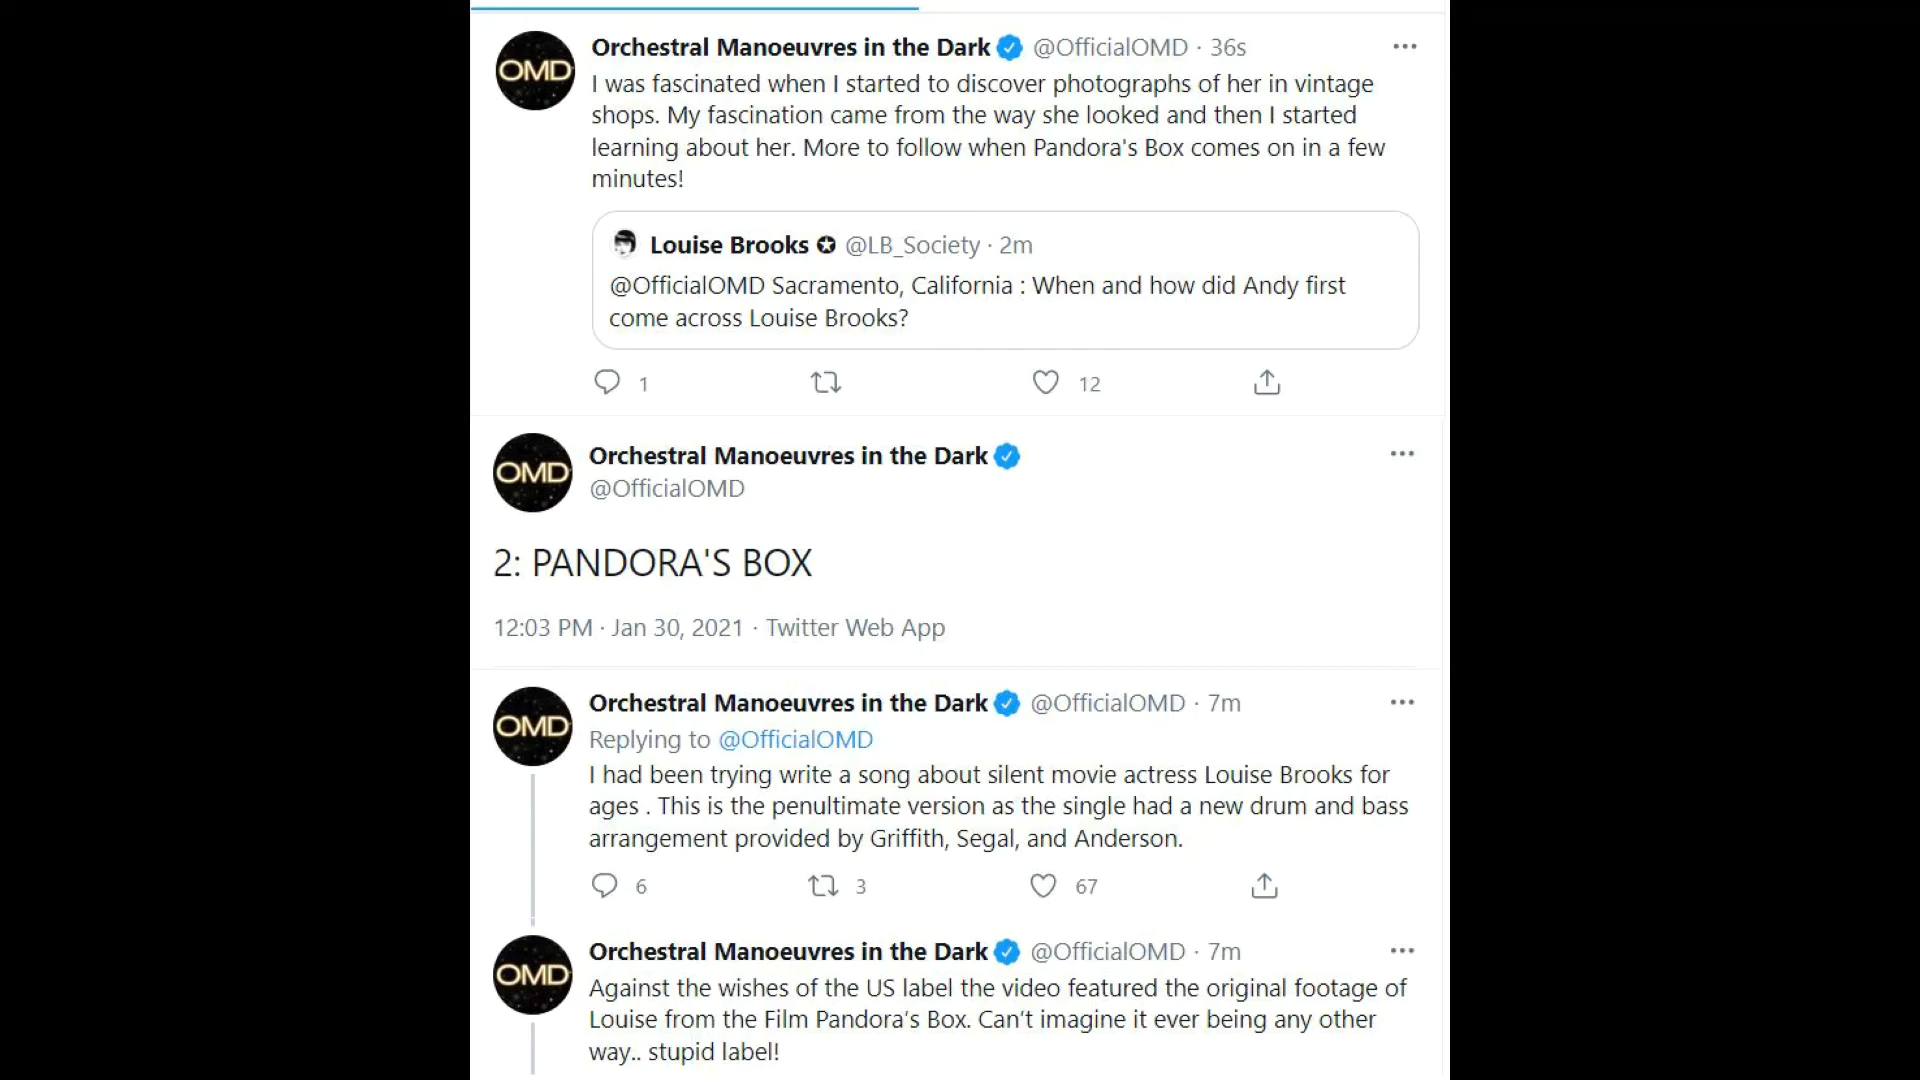 OMD
Orchestral Manoeuvres in the Dark @OfficialOMD · 36s
I was fascinated when I started to discover photographs of her in vintage
shops. My fascination came from the way she looked and then I started
learning about her. More to follow when Pandora's Box comes on in a few
minutes!
Louise Brooks @LB_Society · 2m
@OfficialOMD Sacramento, California : When and how did Andy first
come across Louise Brooks?
1 12
OMD
Orchestral Manoeuvres in the Dark
@OfficialOMD
2: PANDORA'S BOX
12:03 PM · Jan 30, 2021 · Twitter Web App
OMD
Orchestral Manoeuvres in the Dark @OfficialOMD · 7m
Replying to @OfficialOMD
I had been trying write a song about silent movie actress Louise Brooks for
ages . This is the penultimate version as the single had a new drum and bass
arrangement provided by Griffith, Segal, and Anderson.
6 3 67
OMD
Orchestral Manoeuvres in the Dark @OfficialOMD · 7m
Against the wishes of the US label the video featured the original footage of
Louise from the Film Pandora’s Box. Can’t imagine it ever being any other
way.. stupid label!